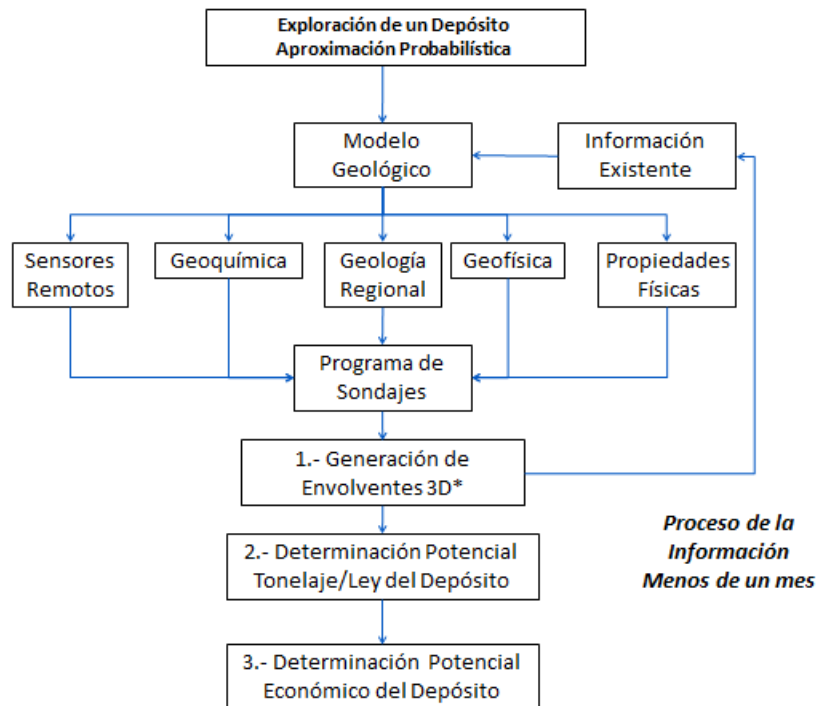 Exploración de un Depósito
Aproximación Probabilística
Modelo
Geológico
Información
Existente
Sensores
Remotos
Geoquímica
Geología
Regional
Geofísica
Propiedades
Físicas
Programa de
Sondajes
1.- Generación de
Envolventes 3D*
2.- Determinación Potencial
Tonelaje/Ley del Depósito
3.- Determinación Potencial
Económico del Depósito
Proceso de la
Información
Menos de un mes